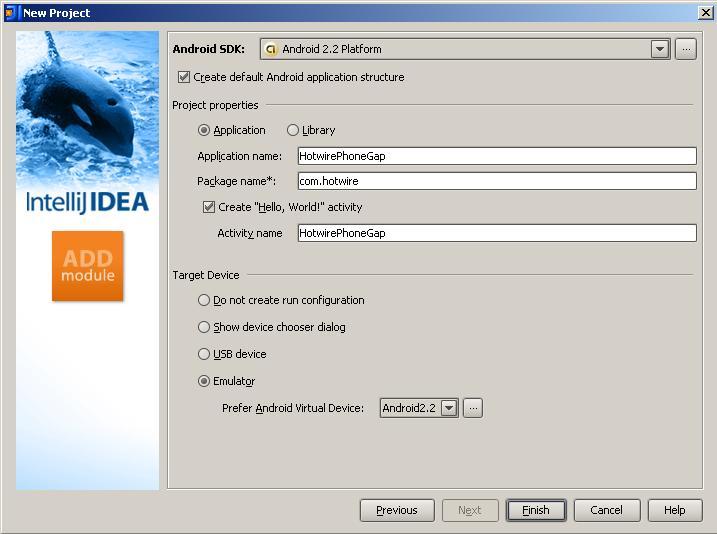 New Project
Android SDK: Android 2.2 Platform ...
Create default Android application structure
Project properties
Application Library
Application name: HotwirePhoneGap
Package name*: com.hotwire
Create "Hello, World!" activity
Activity name HotwirePhoneGap
IntelliJ IDEA
ADD
module
Target Device
Do not create run configuration
Show device chooser dialog
USB device
Emulator
Prefer Android Virtual Device: Android2.2 ...
Previous Next Finish Cancel Help